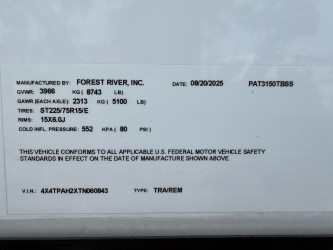 MANUFACTURED BY: FOREST RIVER, INC. DATE: 08/20/2025 PAT3150TBSS
GVWR: 3966 KG ( 8743 LB)
GAWR (EACH AXLE): 2313 KG ( 5100 LB)
TIRES: ST225/75R15/E
RIMS: 15X6.0J
COLD INFL. PRESSURE: 552 KPA ( 80 PSI)
THIS VEHICLE CONFORMS TO ALL APPLICABLE U.S. FEDERAL MOTOR VEHICLE SAFETY
STANDARDS IN EFFECT ON THE DATE OF MANUFACTURE SHOWN ABOVE.
V.I.N.: 4X4TPAH2XTN060843 TYPE: TRA/REM